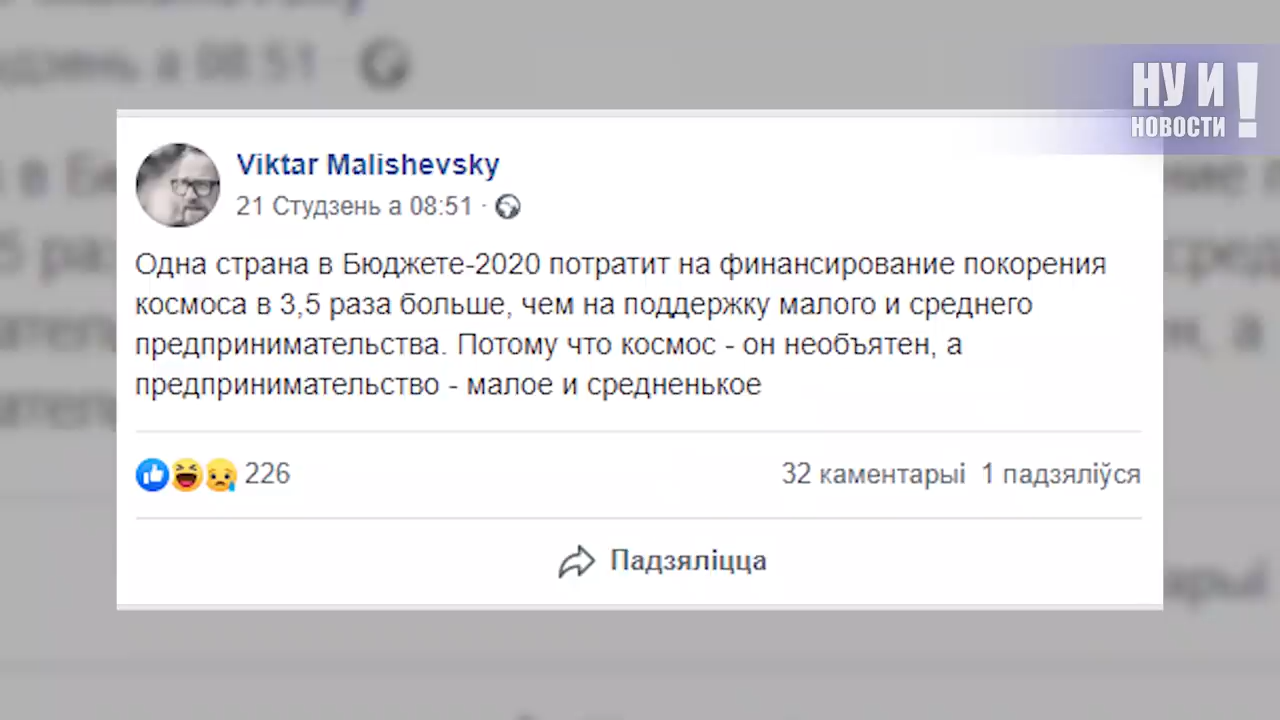 НУ И !
НОВОСТИ
Viktar Malishevsky
21 Студзень а 08:51 ·
Одна страна в Бюджете-2020 потратит на финансирование покорения
космоса в 3,5 раза больше, чем на поддержку малого и среднего
предпринимательства. Потому что космос - он необъятен, а
предпринимательство - малое и средненькое
226
32 каментарыі 1 падзяліўся
Падзяліцца